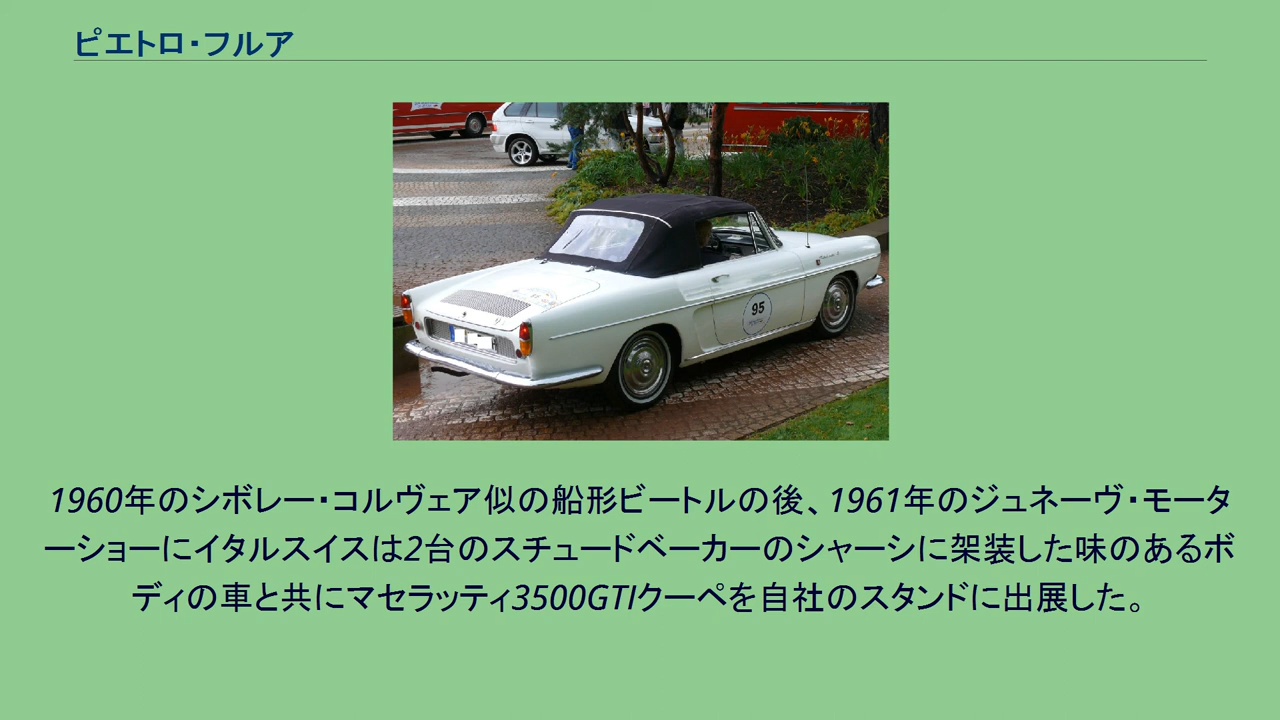 ピエトロ・フルア
95
1960年のシボレー・コルヴェア似の船形ビートルの後、1961年のジュネーヴ・モータ
ーショーにイタルスイスは2台のスチュードベーカーのシャーシに架装した味のあるボ
ディの車と共にマセラッティ3500GTIクーペを自社のスタンドに出展した。